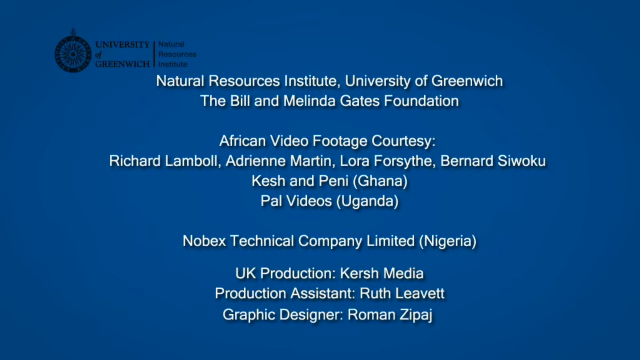 UNIVERSITY
of
GREENWICH
Natural
Resources
Institute
Natural Resources Institute, University of Greenwich
The Bill and Melinda Gates Foundation
African Video Footage Courtesy:
Richard Lamboll, Adrienne Martin, Lora Forsythe, Bernard Siwoku
Kesh and Peni (Ghana)
Pal Videos (Uganda)
Nobex Technical Company Limited (Nigeria)
UK Production: Kersh Media
Production Assistant: Ruth Leavett
Graphic Designer: Roman Zipaj